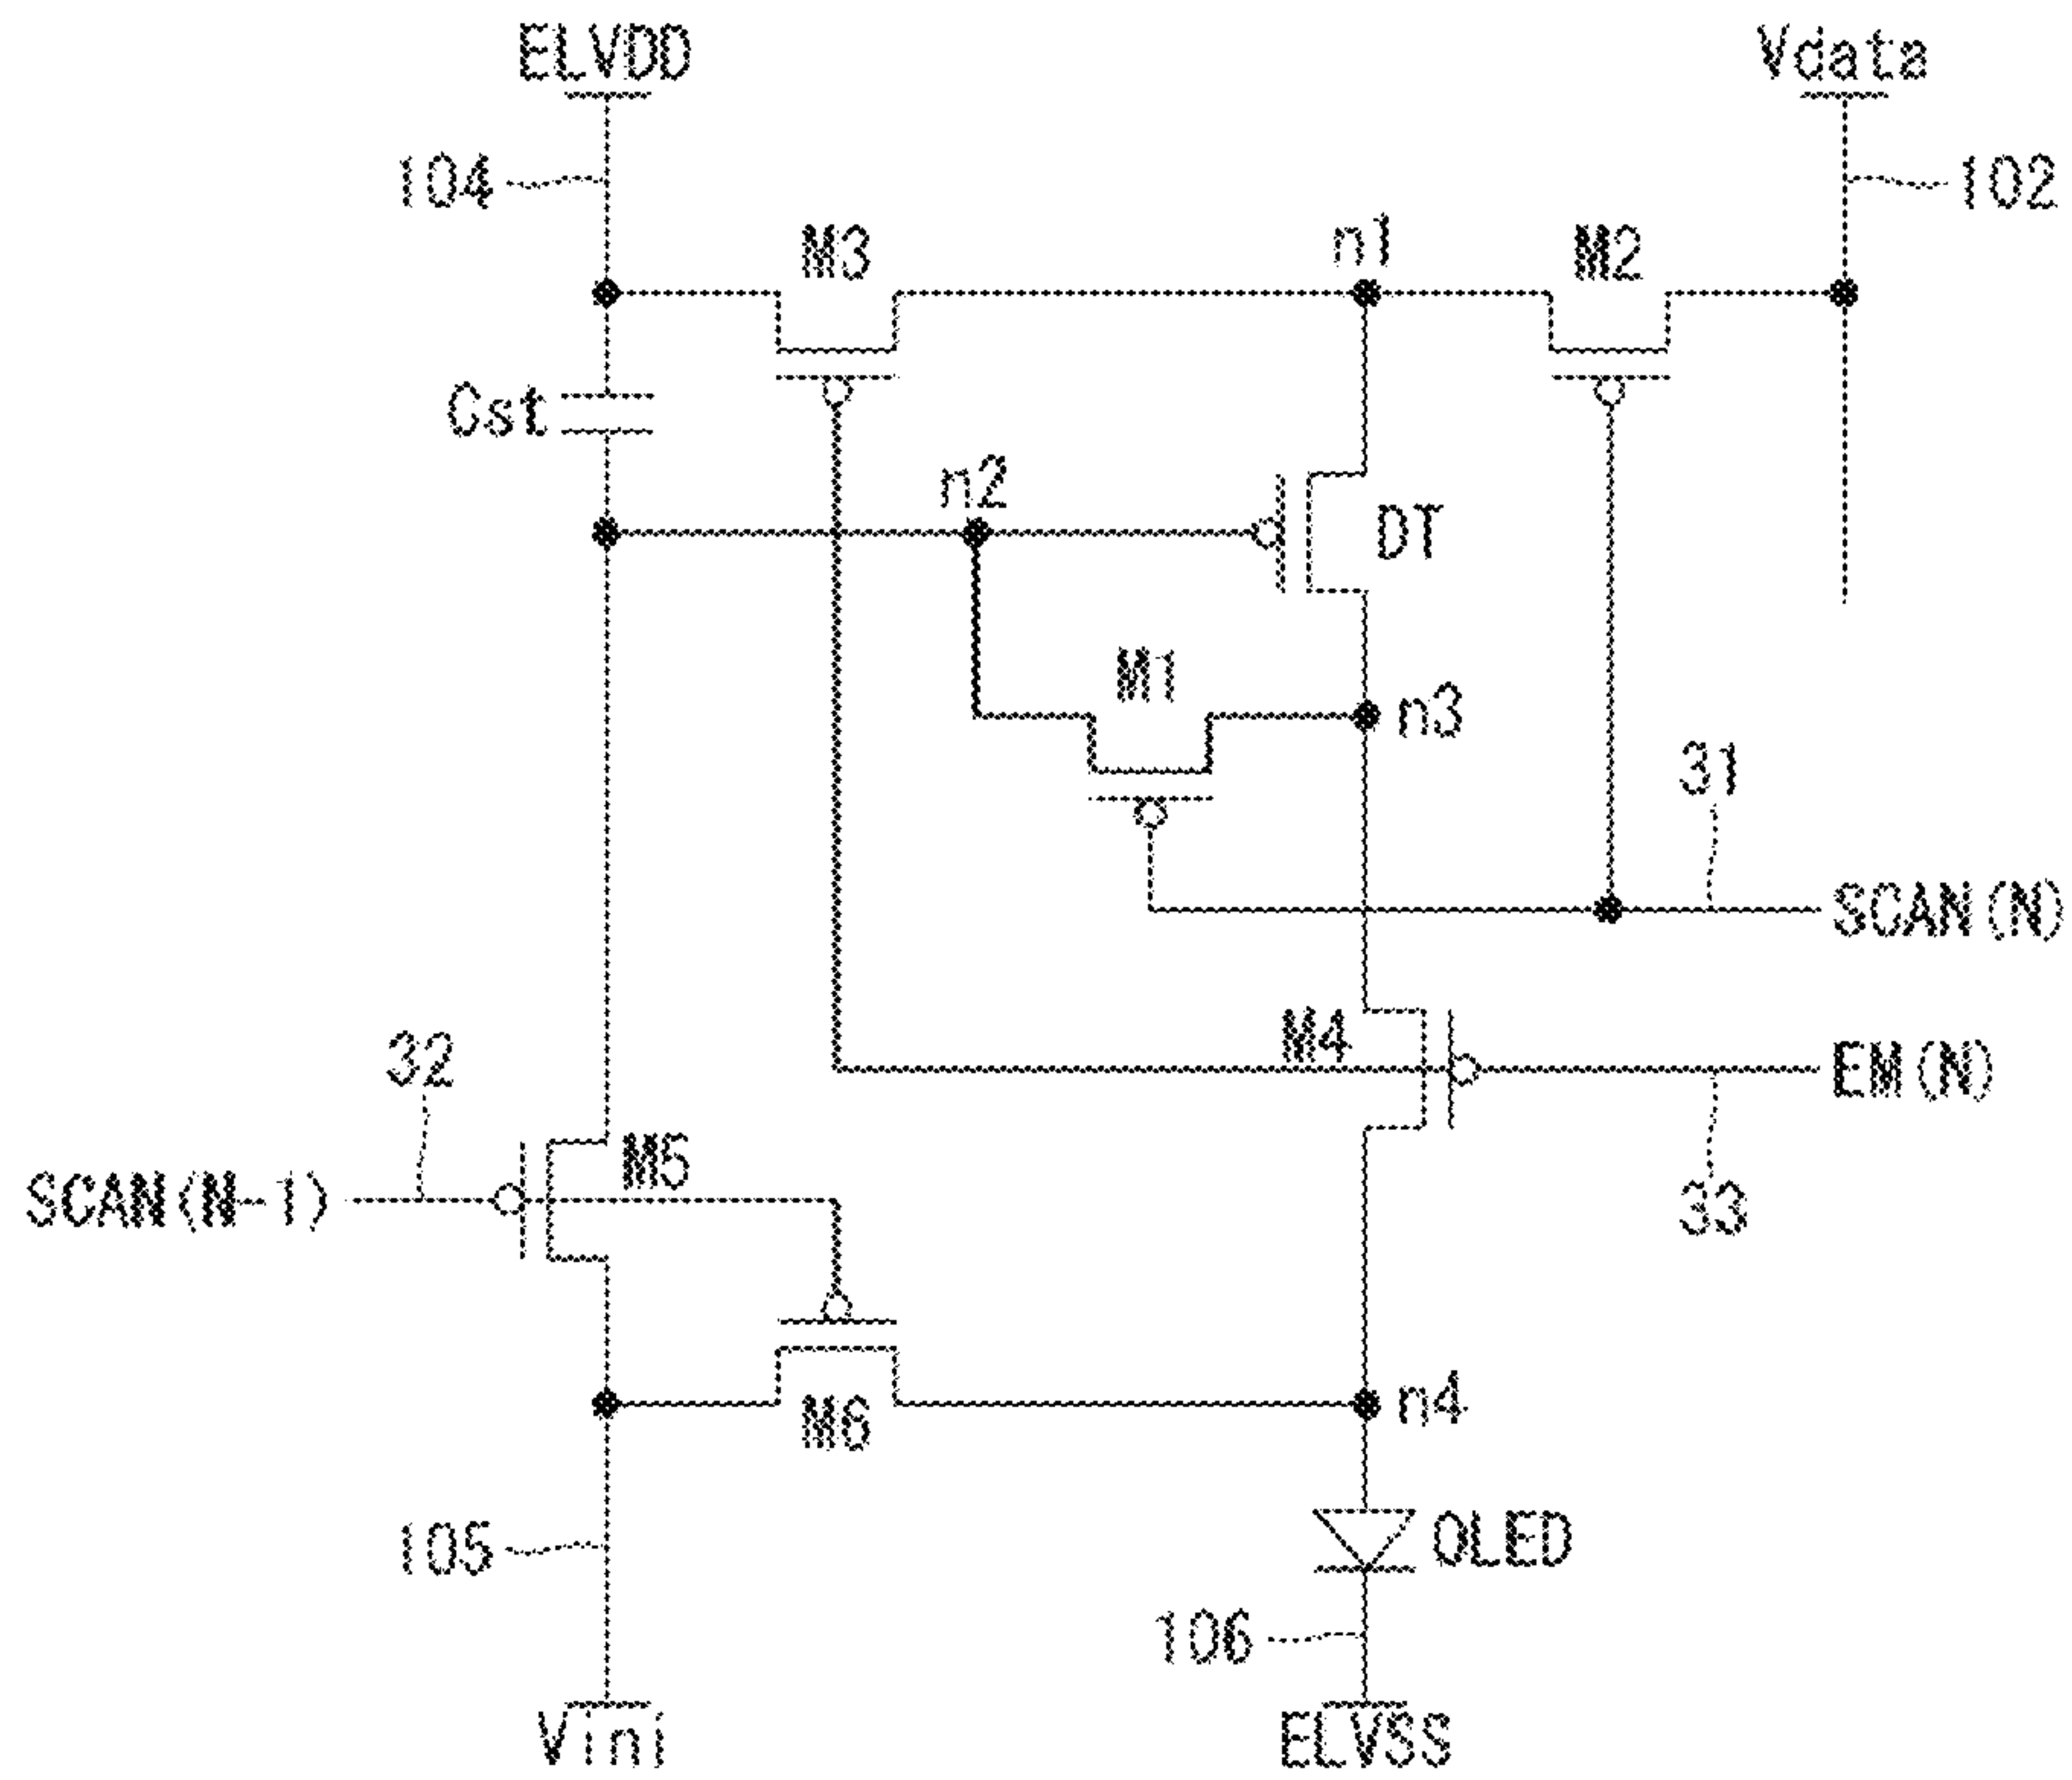 ELVDD
Vdata
104
102
M3
n1
M2
Cst
n2
DT
M1
n3
31
SCAN(N)
M4
32
EM(N)
M5
SCAN(N-1)
33
n4
M6
105
OLED
106
Vini
ELVSS